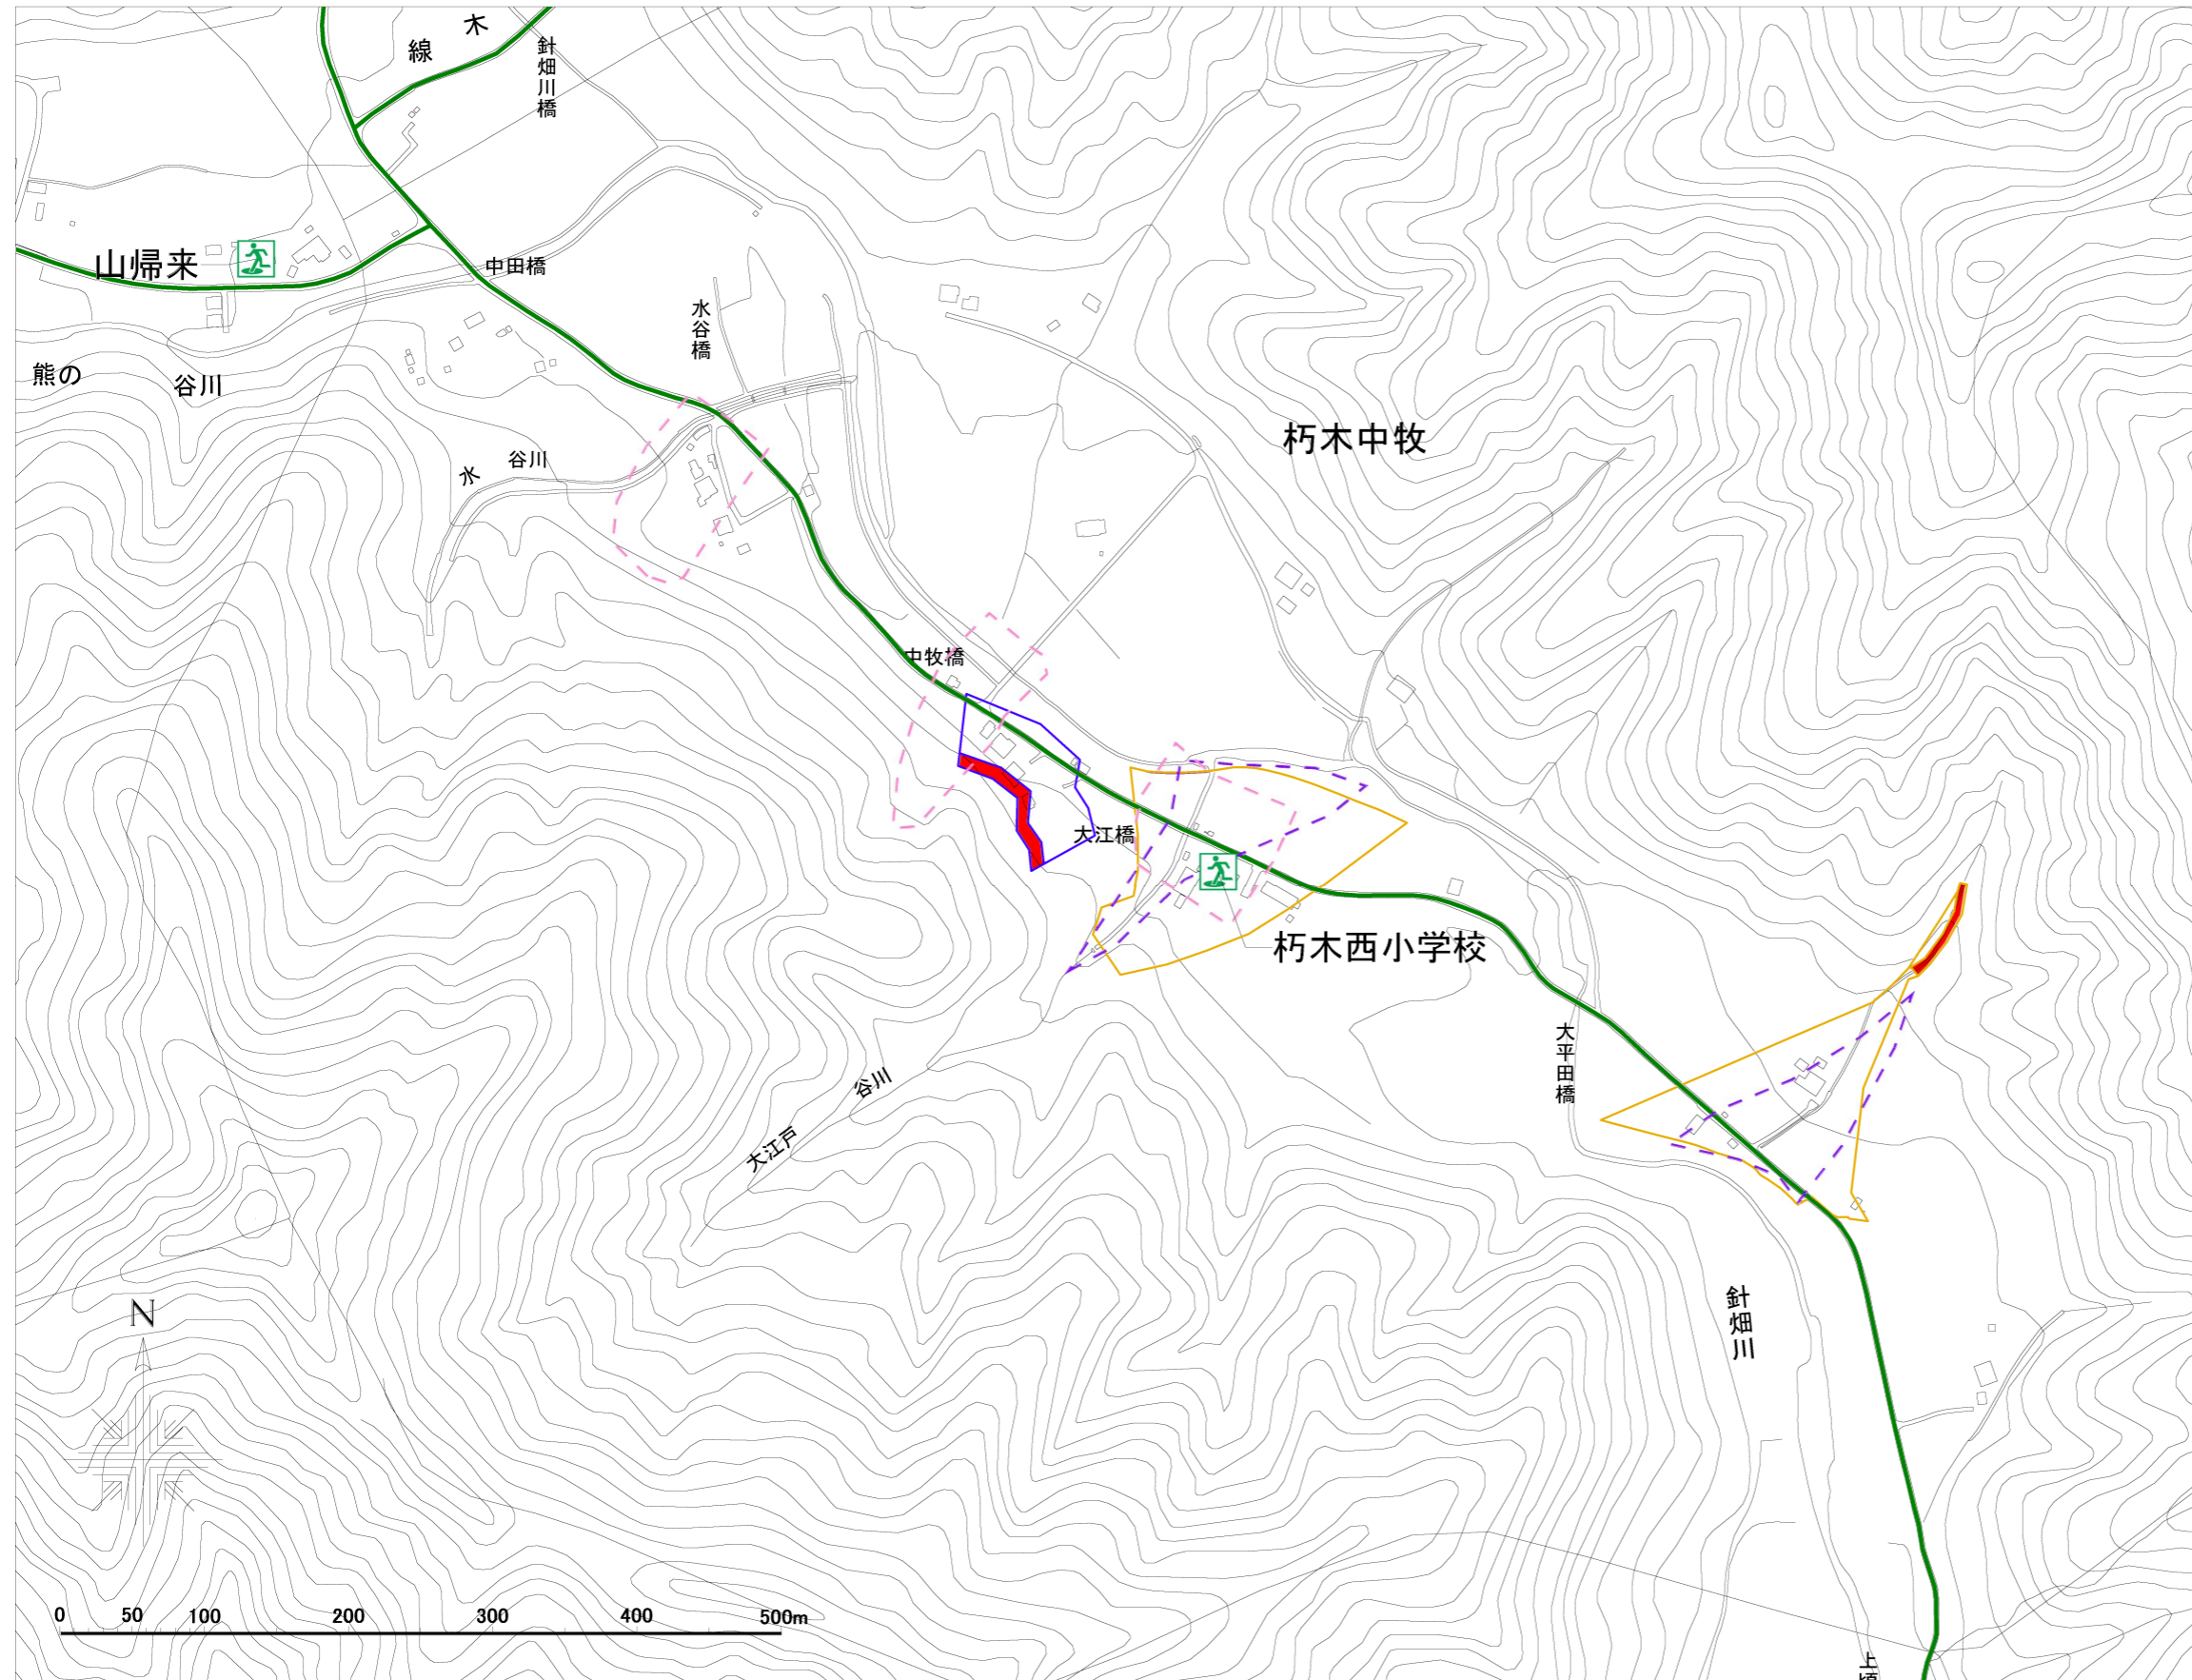 線 木
針畑川橋
山帰来
中田橋
水谷橋
熊の 谷川
水 谷川
朽木中牧
中牧橋
大江橋
朽木西小学校
大平田橋
大江戸 谷川
針畑川
N
0 50 100 200 300 400 500m
上